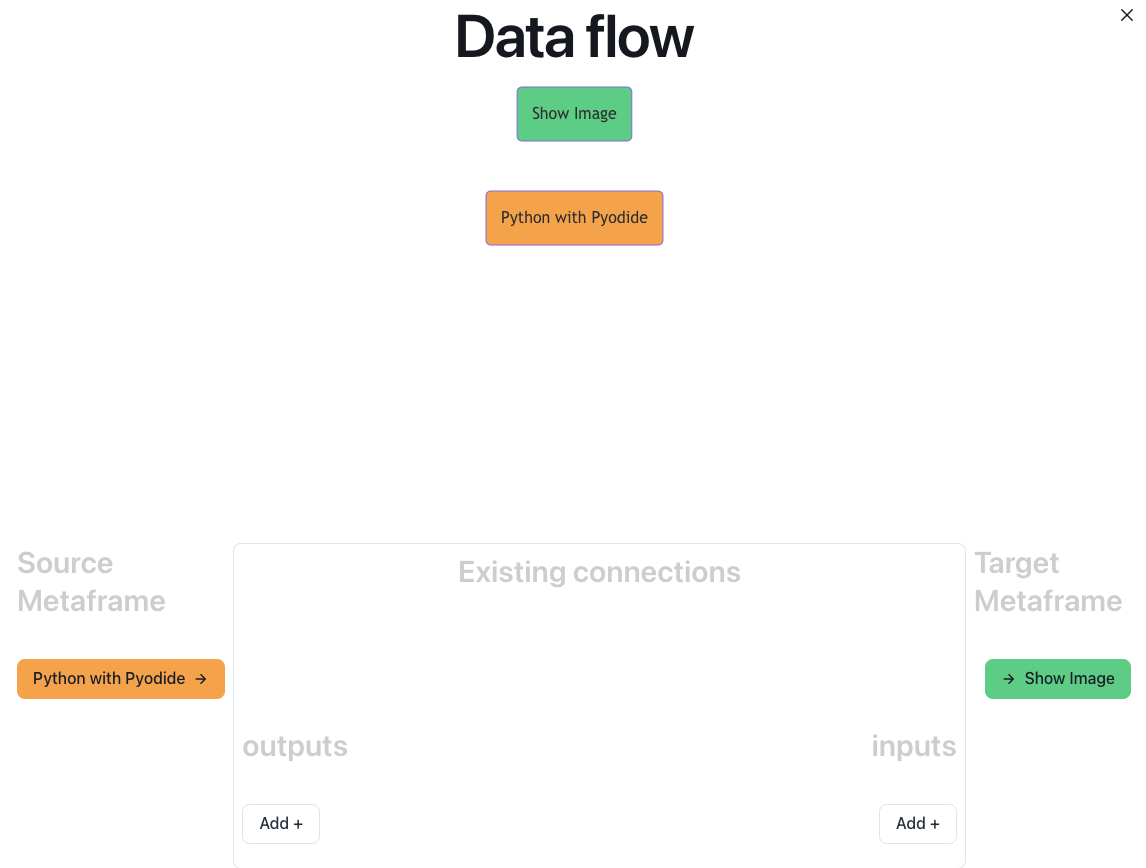 Data flow
Show Image
Python with Pyodide
Source
Metaframe
Existing connections
Target
Metaframe
Python with Pyodide →
→ Show Image
outputs
inputs
Add +
Add +